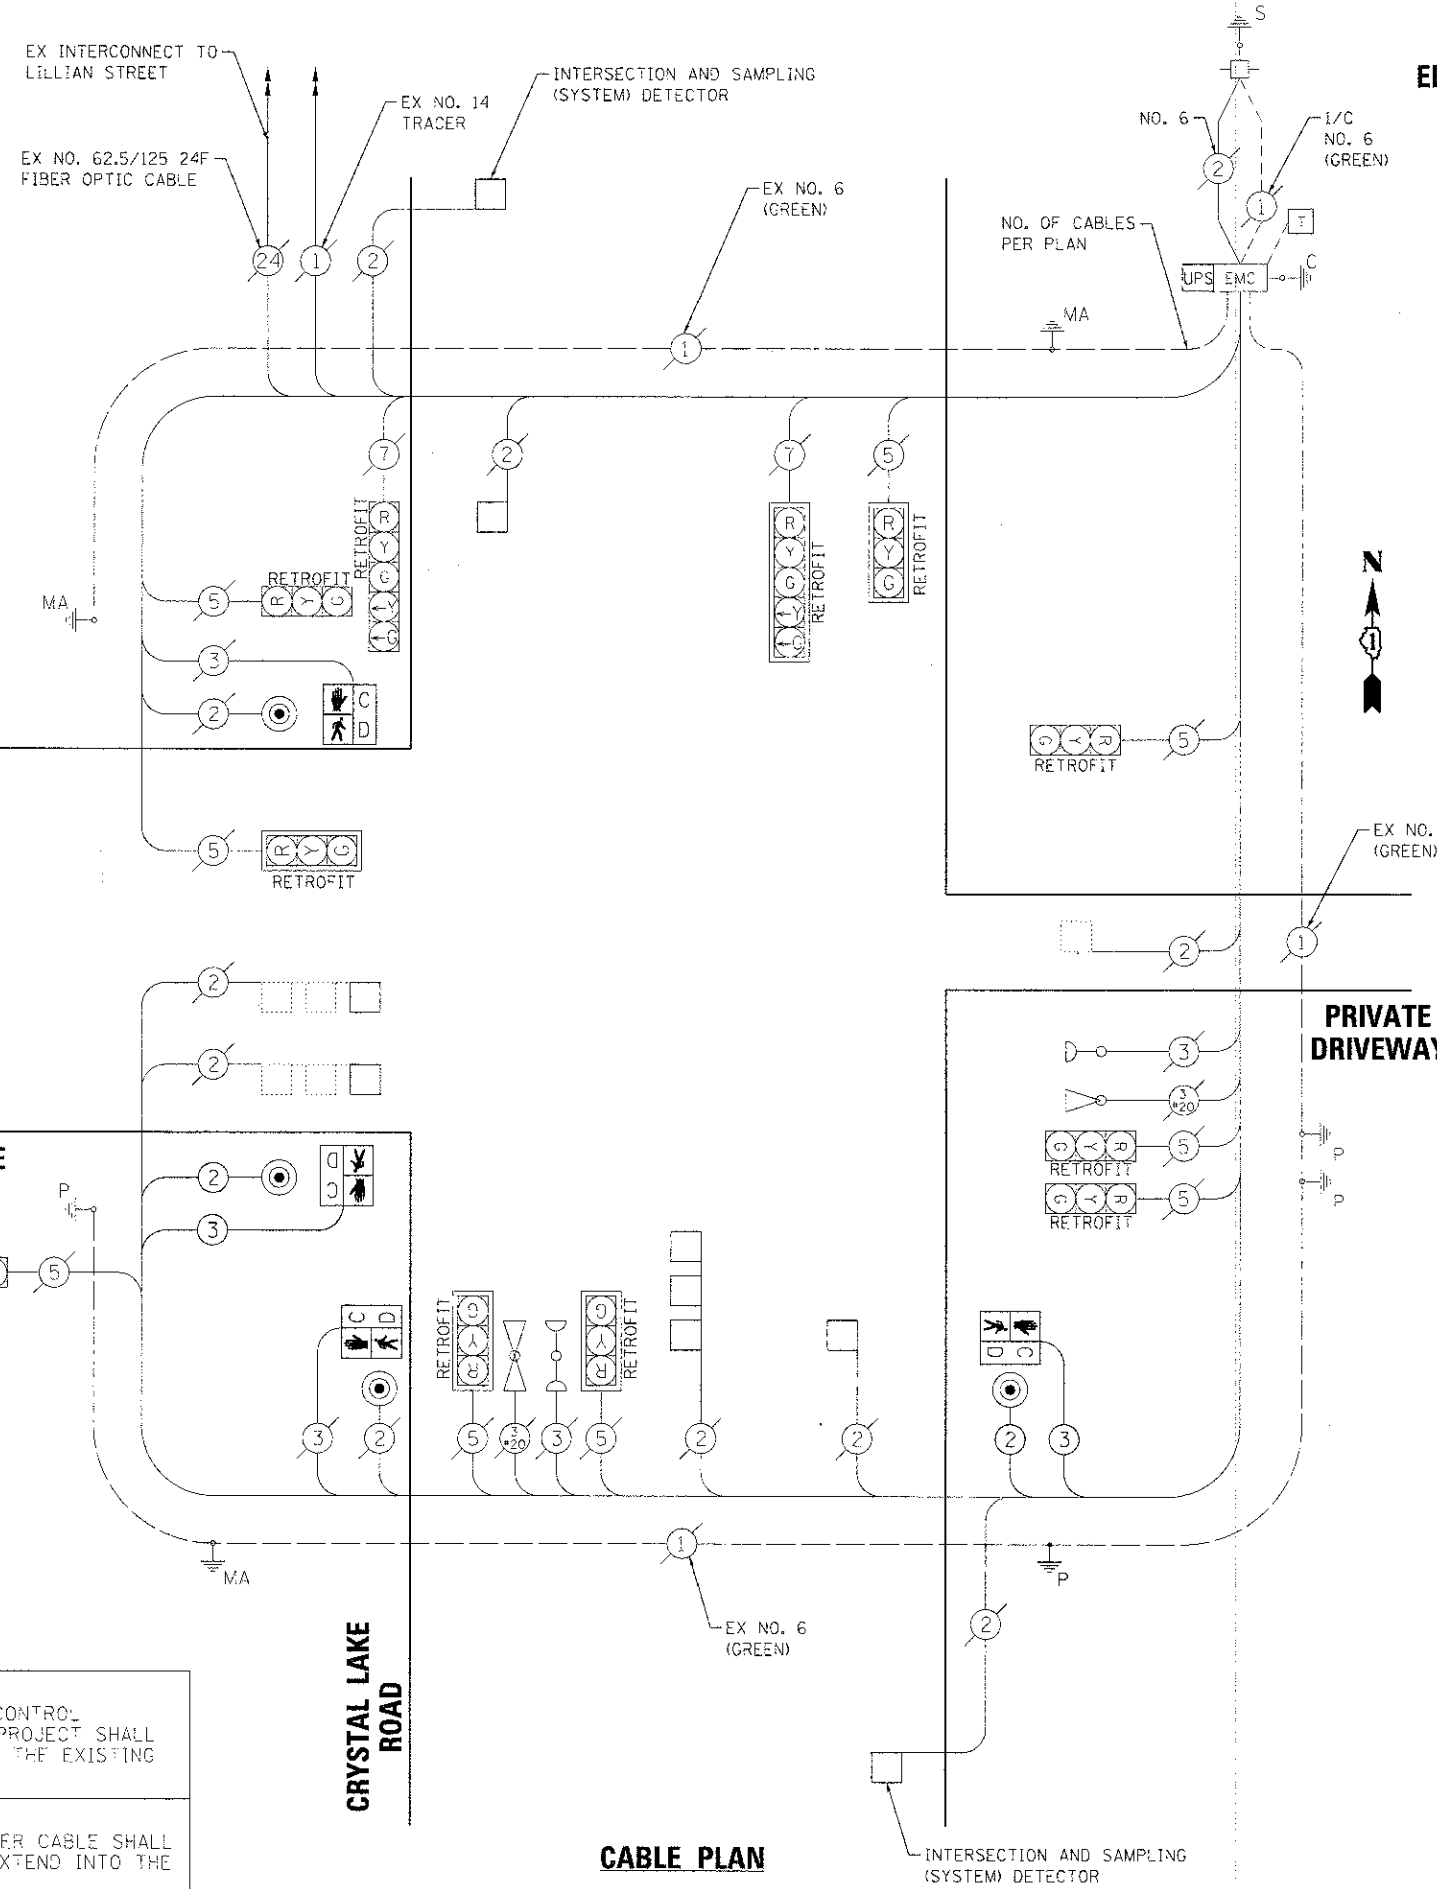 EX INTERCONNECT TO
LILLIAN STREET
EX NO. 62.5/125 24F
FIBER OPTIC CABLE
EX NO. 14
TRACER
INTERSECTION AND SAMPLING
(SYSTEM) DETECTOR
EX NO. 6
(GREEN)
NO. OF CABLES
PER PLAN
NO. 6
1/C
NO. 6
(GREEN)
S
2
1
T
UPS EMC
C
24
1
2
1
MA
7
2
7
5
R
Y
G
Y
G
RETROFIT
R
Y
G
Y
G
RETROFIT
R
Y
G
RETROFIT
MA
5
RETROFIT
R Y G
3
2
C
D
N
1
G Y R
5
RETROFIT
5
R Y G
RETROFIT
EX NO.
(GREEN)
2
1
2
2
PRIVATE
DRIVEWAY
3
3
#20
G Y R
5
RETROFIT
G Y R
5
RETROFIT
P
P
E
2
D
C
3
P
5
C D
RETROFIT
G
Y
R
G
Y
R
RETROFIT
D C
3
2
5
3
#20
3
5
2
2
2
3
1
MA
P
EX NO. 6
(GREEN)
2
CRYSTAL LAKE
ROAD
CONTROL
PROJECT SHALL
THE EXISTING
ER CABLE SHALL
XTEND INTO THE
CABLE PLAN
INTERSECTION AND SAMPLING
(SYSTEM) DETECTOR